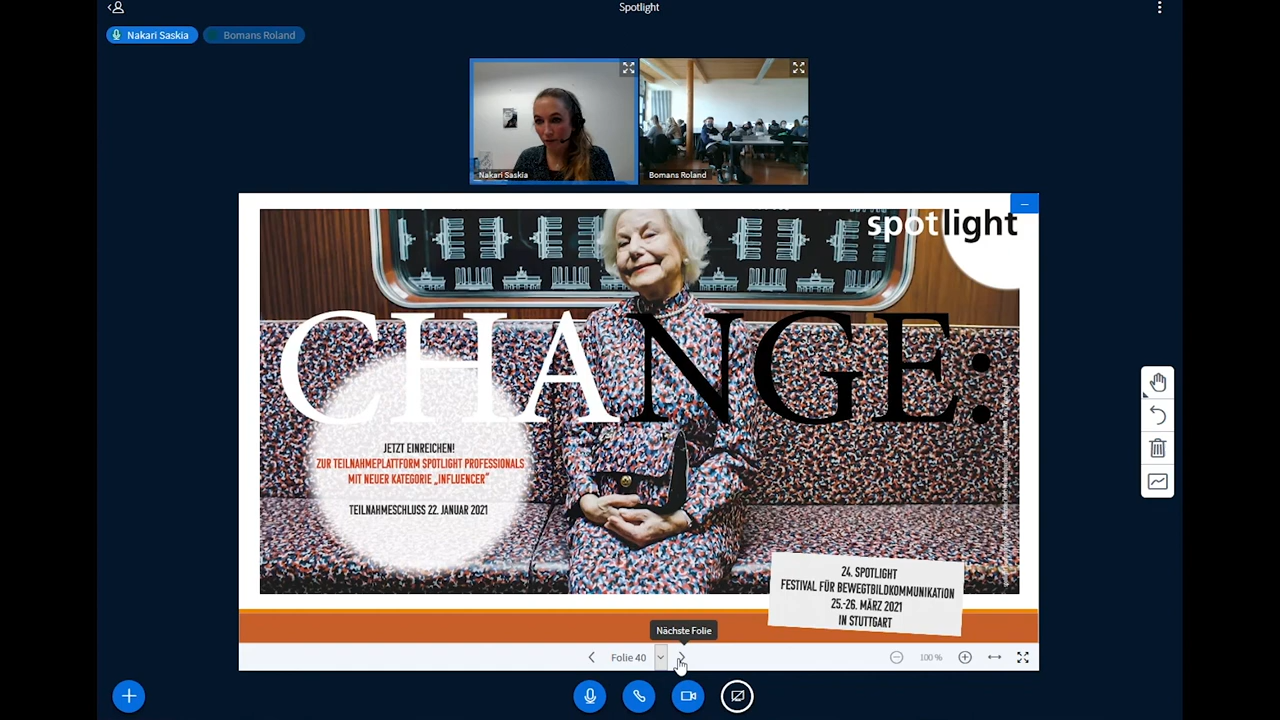 Spotlight
Nakari Saskia
Bomans Roland
Nakari Saskia
Bomans Roland
spotlight
CHANGE:
JETZT EINREICHEN!
ZUR TEILNAHMEPLATTFORM SPOTLIGHT PROFESSIONALS
MIT NEUER KATEGORIE „INFLUENCER"
TEILNAHMESCHLUSS 22. JANUAR 2021
24. SPOTLIGHT
FESTIVAL FÜR BEWEGTBILDKOMMUNIKATION
25.-26. MÄRZ 2021
IN STUTTGART
Nächste Folie
Folie 40
100 %